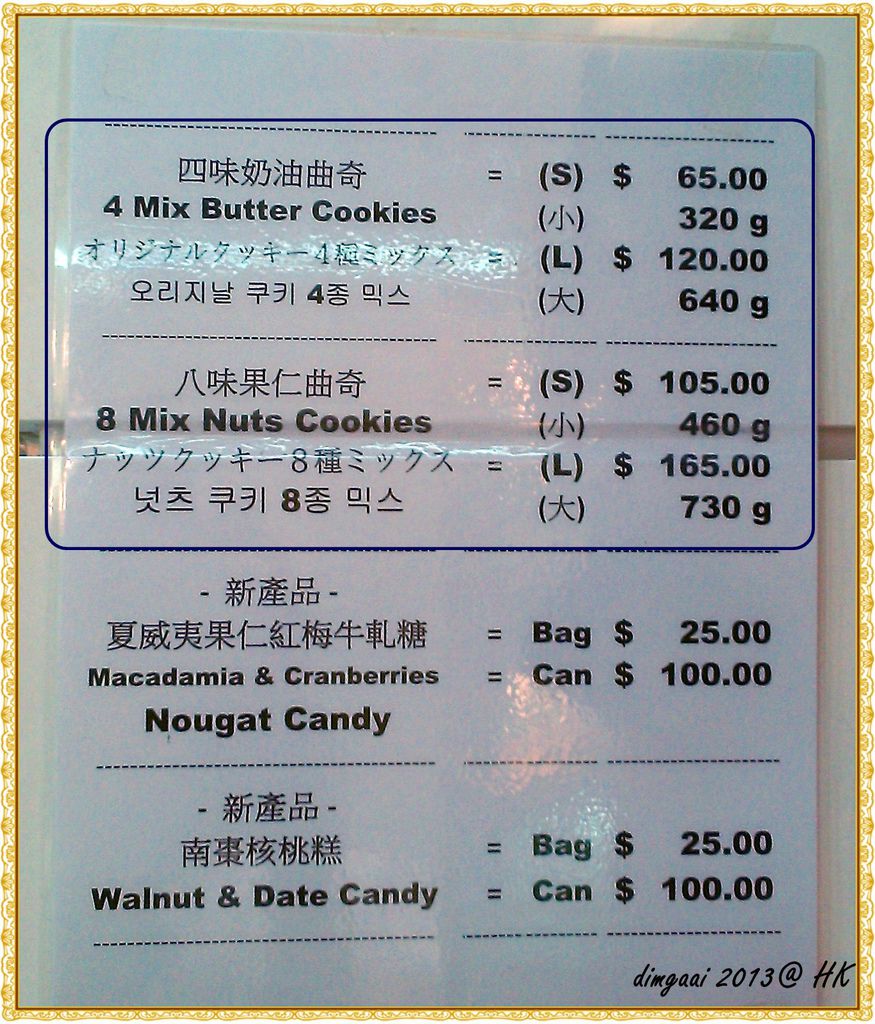 四味奶油曲奇 = (S) $ 65.00
4 Mix Butter Cookies (小) 320 g
オリジナルクッキー4種ミックス = (L) $ 120.00
오리지날 쿠키 4종 믹스 (大) 640 g
八味果仁曲奇 = (S) $ 105.00
8 Mix Nuts Cookies (小) 460 g
ナッツクッキー8種ミックス = (L) $ 165.00
넛츠 쿠키 8종 믹스 (大) 730 g
- 新產品 -
夏威夷果仁紅梅牛軋糖 = Bag $ 25.00
Macadamia & Cranberries = Can $ 100.00
Nougat Candy
- 新產品 -
南棗核桃糕 = Bag $ 25.00
Walnut & Date Candy = Can $ 100.00
dimgaai 2013@ HK